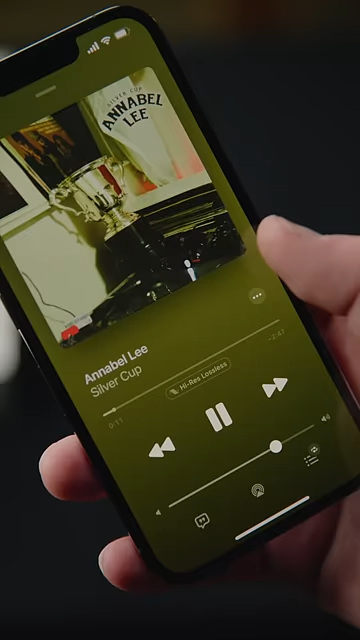 SILVER CUP
ANNABEL
LEE
Annabel Lee
Silver Cup
0:11
-2:47
Hi-Res Lossless